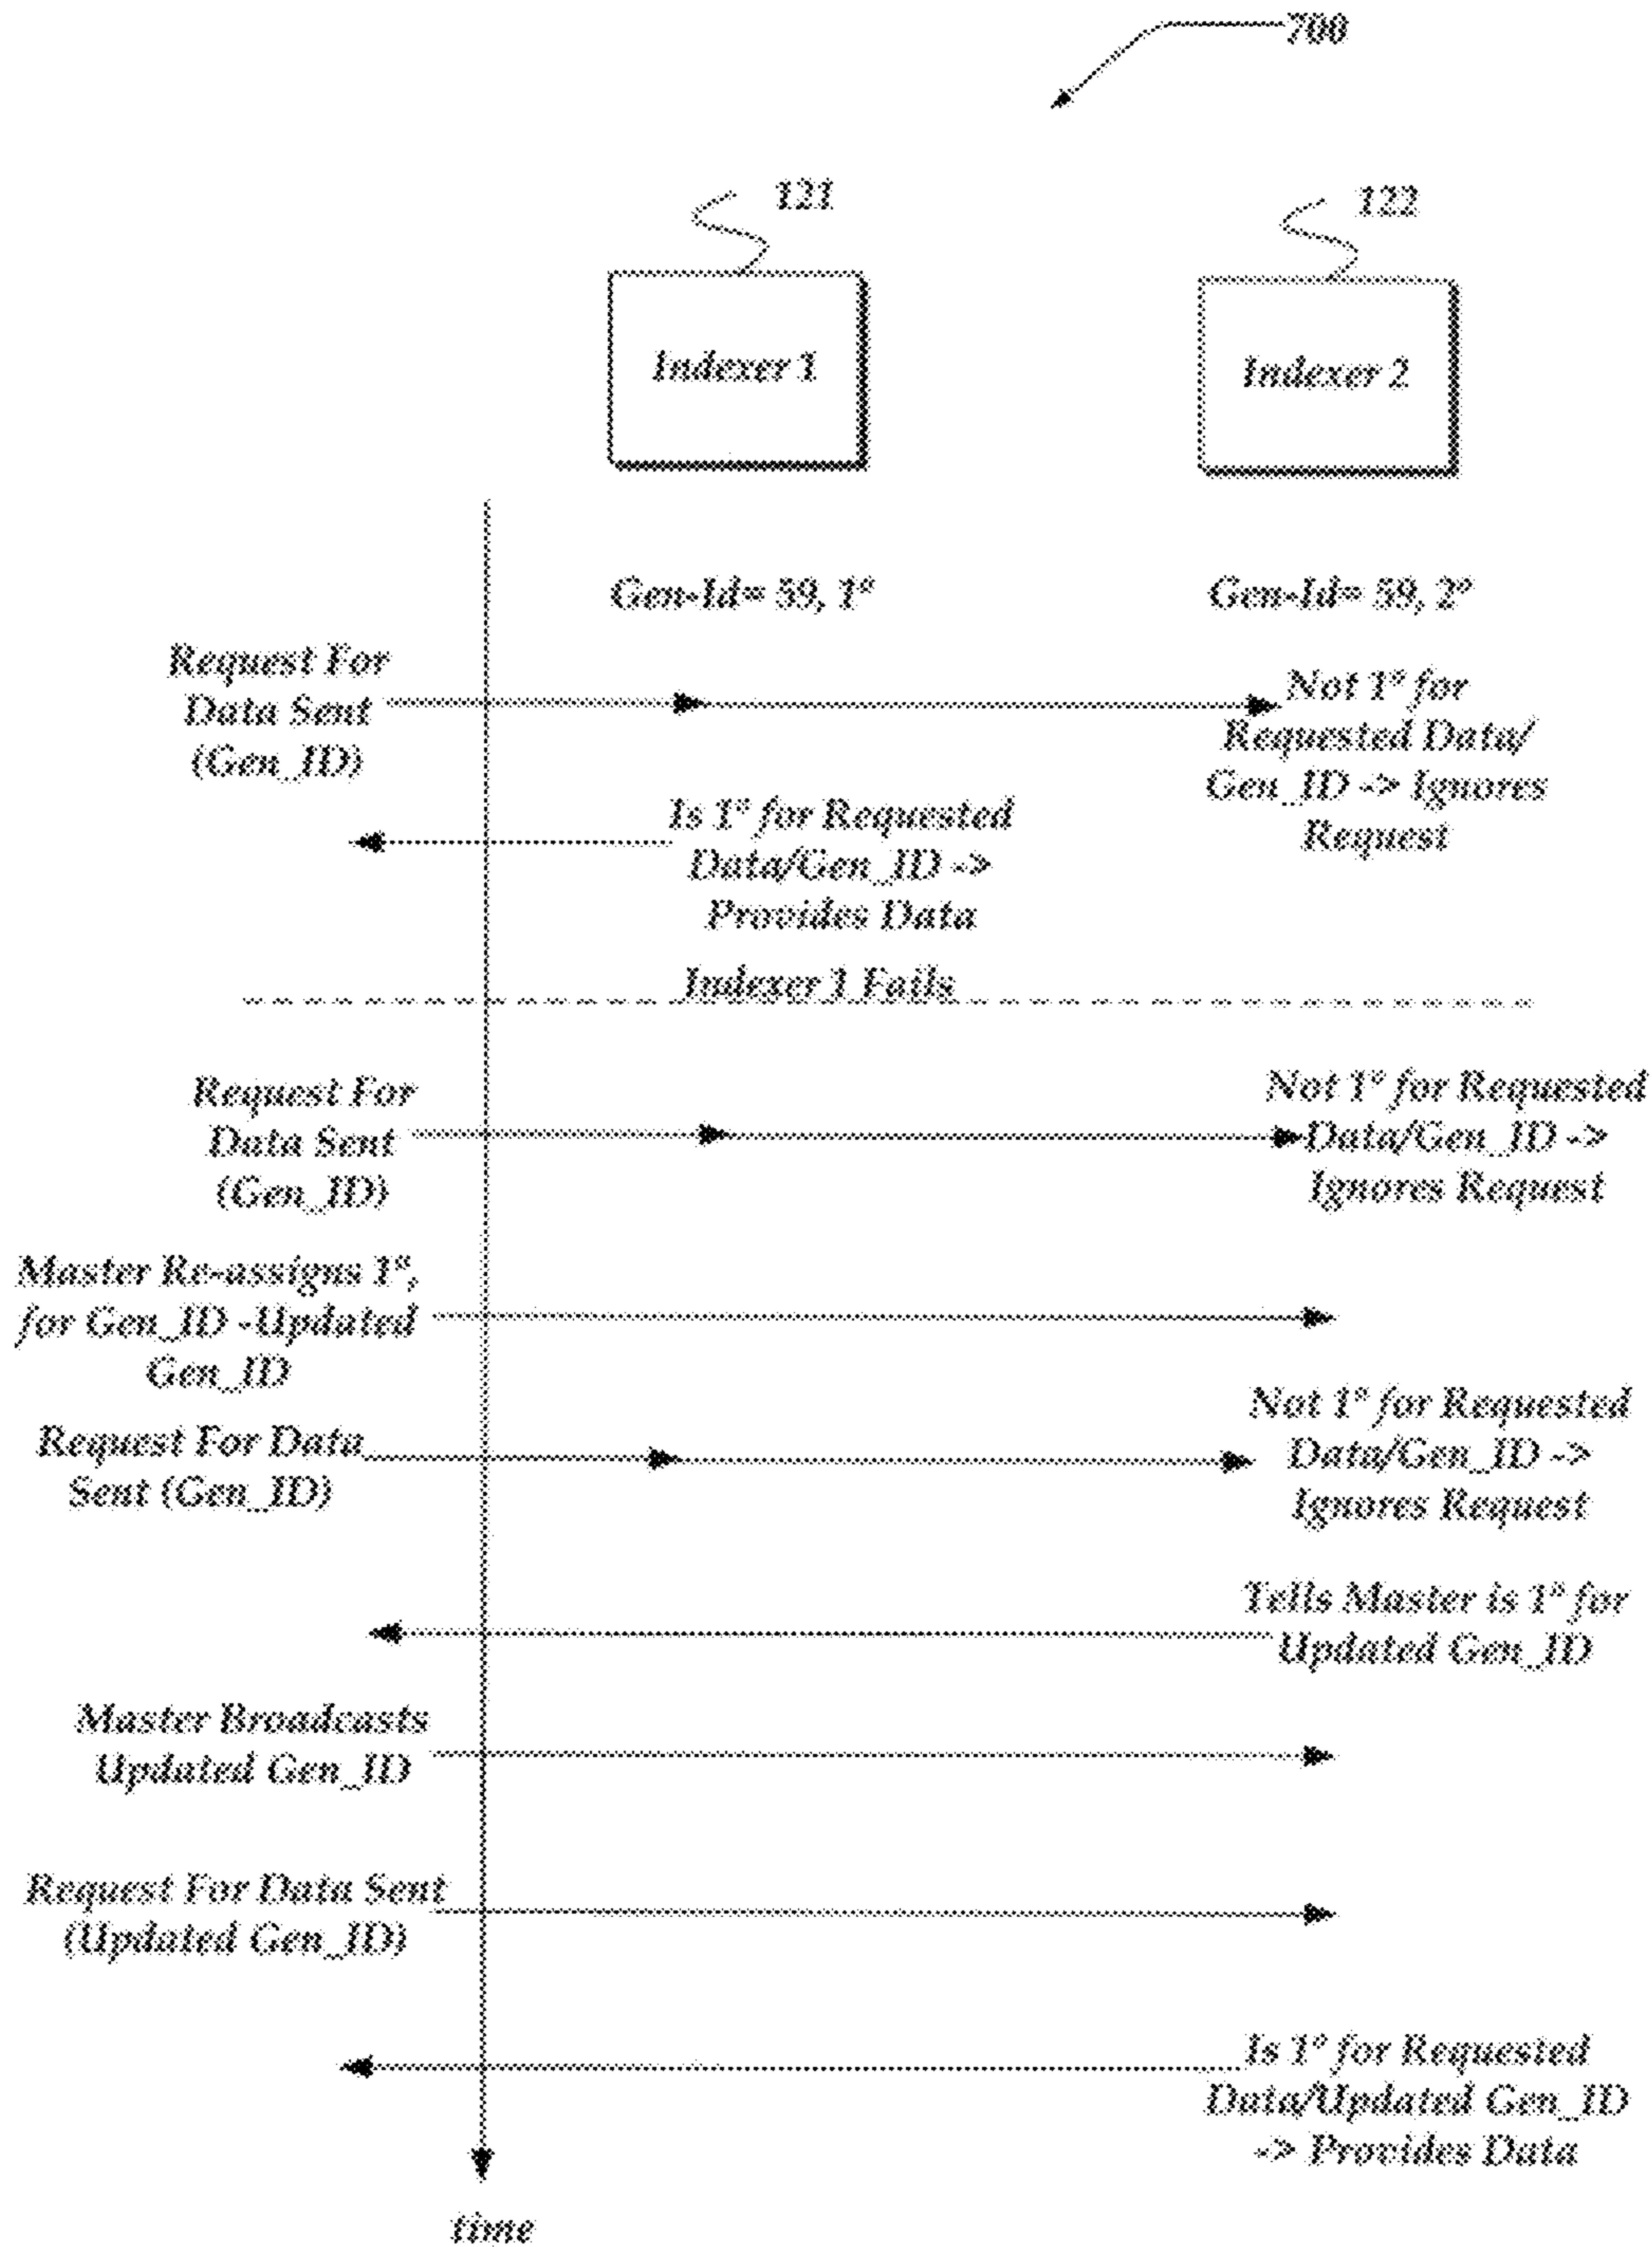 700
121
122
Indexer 1
Indexer 2
Gen-Id= 59, 1°
Gen-Id= 59, 2°
Request For
Data Sent
(Gen_ID)
Not 1° for
Requested Data/
Gen_ID -> Ignores
Request
Is 1° for Requested
Data/Gen_ID ->
Provides Data
Indexer 1 Fails
Request For
Data Sent
(Gen_ID)
Not 1° for Requested
Data/Gen_ID ->
Ignores Request
Master Re-assigns 1°,
for Gen_ID -Updated
Gen_ID
Request For Data
Sent (Gen_ID)
Not 1° for Requested
Data/Gen_ID ->
Ignores Request
Tells Master is 1° for
Updated Gen_ID
Master Broadcasts
Updated Gen_ID
Request For Data Sent
(Updated Gen_ID)
Is 1° for Requested
Data/Updated Gen_ID
-> Provides Data
time